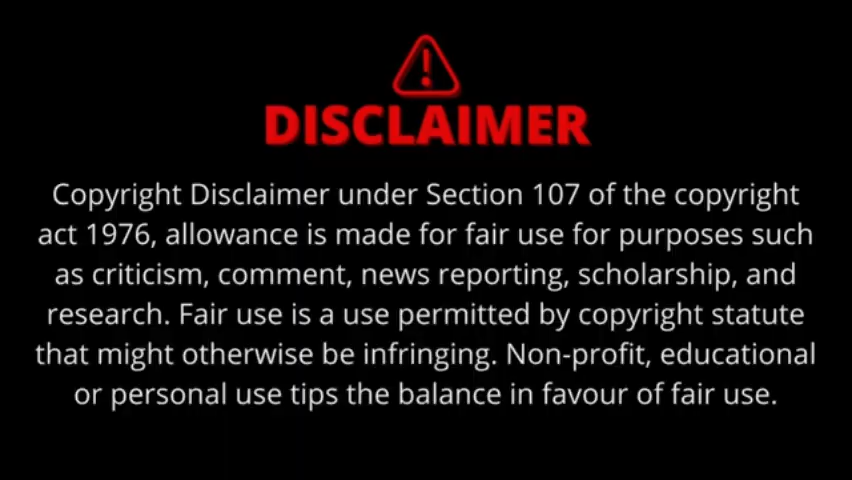 DISCLAIMER
Copyright Disclaimer under Section 107 of the copyright
act 1976, allowance is made for fair use for purposes such
as criticism, comment, news reporting, scholarship, and
research. Fair use is a use permitted by copyright statute
that might otherwise be infringing. Non-profit, educational
or personal use tips the balance in favour of fair use.